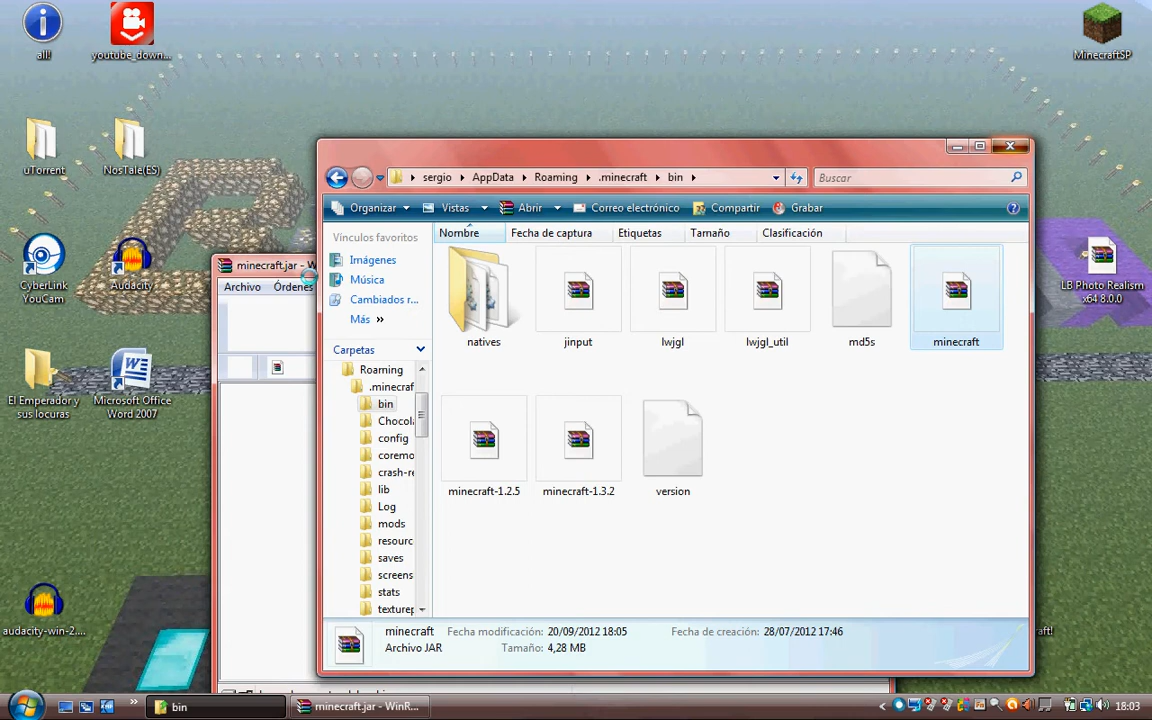 all!
youtube_down...
MinecraftSP
uTorrent
NosTale(ES)
CyberLink
YouCam
Audacity
El Emperador y
sus locuras
Microsoft Office
Word 2007
audacity-win-2....
LB Photo Realism
x64 8.0.0
minecraft.jar - W
Archivo Órdenes
sergio AppData Roaming .minecraft bin
Buscar
Organizar Vistas Abrir Correo electrónico Compartir Grabar
Vínculos favoritos
Imágenes
Música
Cambiados r...
Más »
Carpetas
Roaming
.minecraf
bin
Chocola
config
coremo
crash-re
lib
Log
mods
resourc
saves
screens
stats
texturep
Nombre Fecha de captura Etiquetas Tamaño Clasificación
natives jinput lwjgl lwjgl_util md5s minecraft
minecraft-1.2.5 minecraft-1.3.2 version
minecraft Fecha modificación: 20/09/2012 18:05 Fecha de creación: 28/07/2012 17:46
Archivo JAR Tamaño: 4,28 MB
bin
minecraft.jar - WinR...
18:03